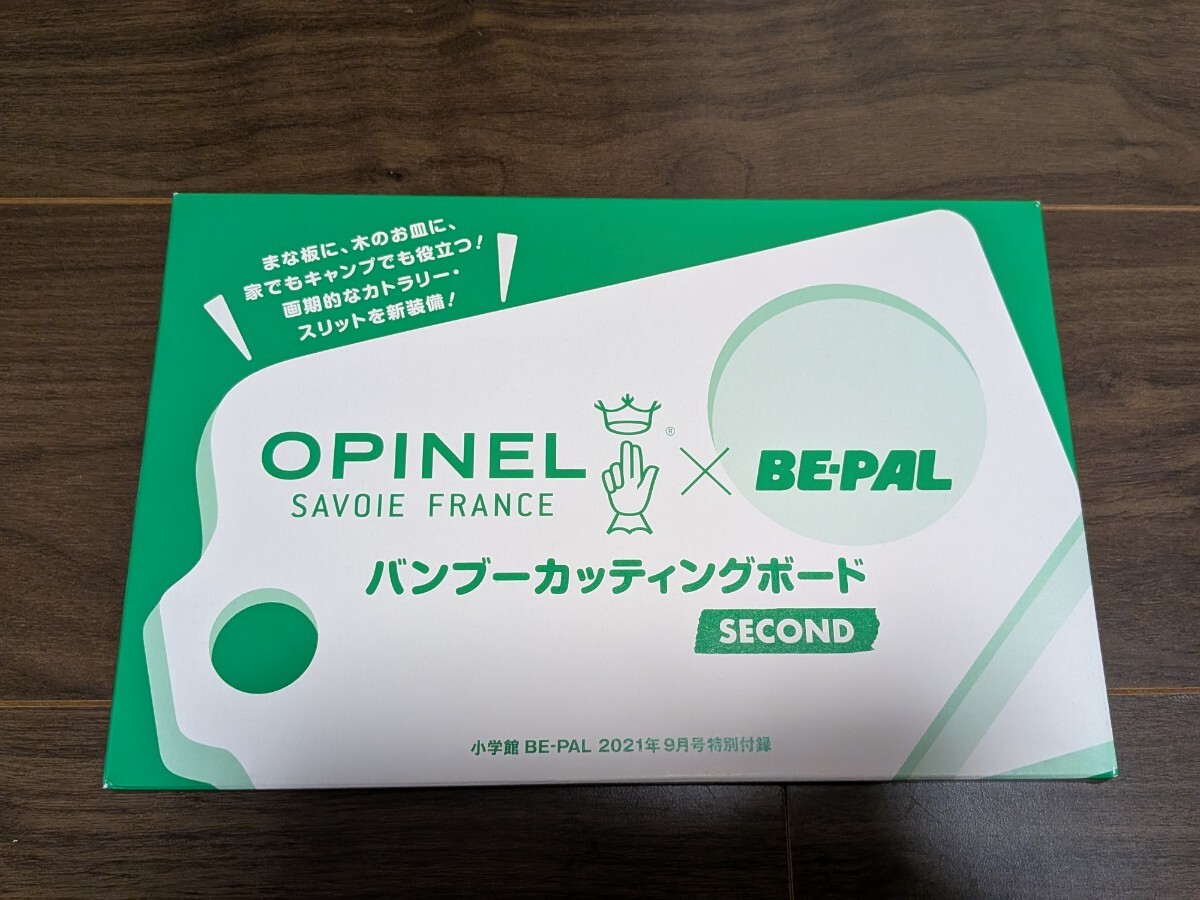 まな板に、木のお皿に、
家でもキャンプでも役立つ!
画期的なカトラリー・
スリットを新装備!
OPINEL ® × BE-PAL
SAVOIE FRANCE
バンブーカッティングボード
SECOND
小学館 BE-PAL 2021年9月号特別付録